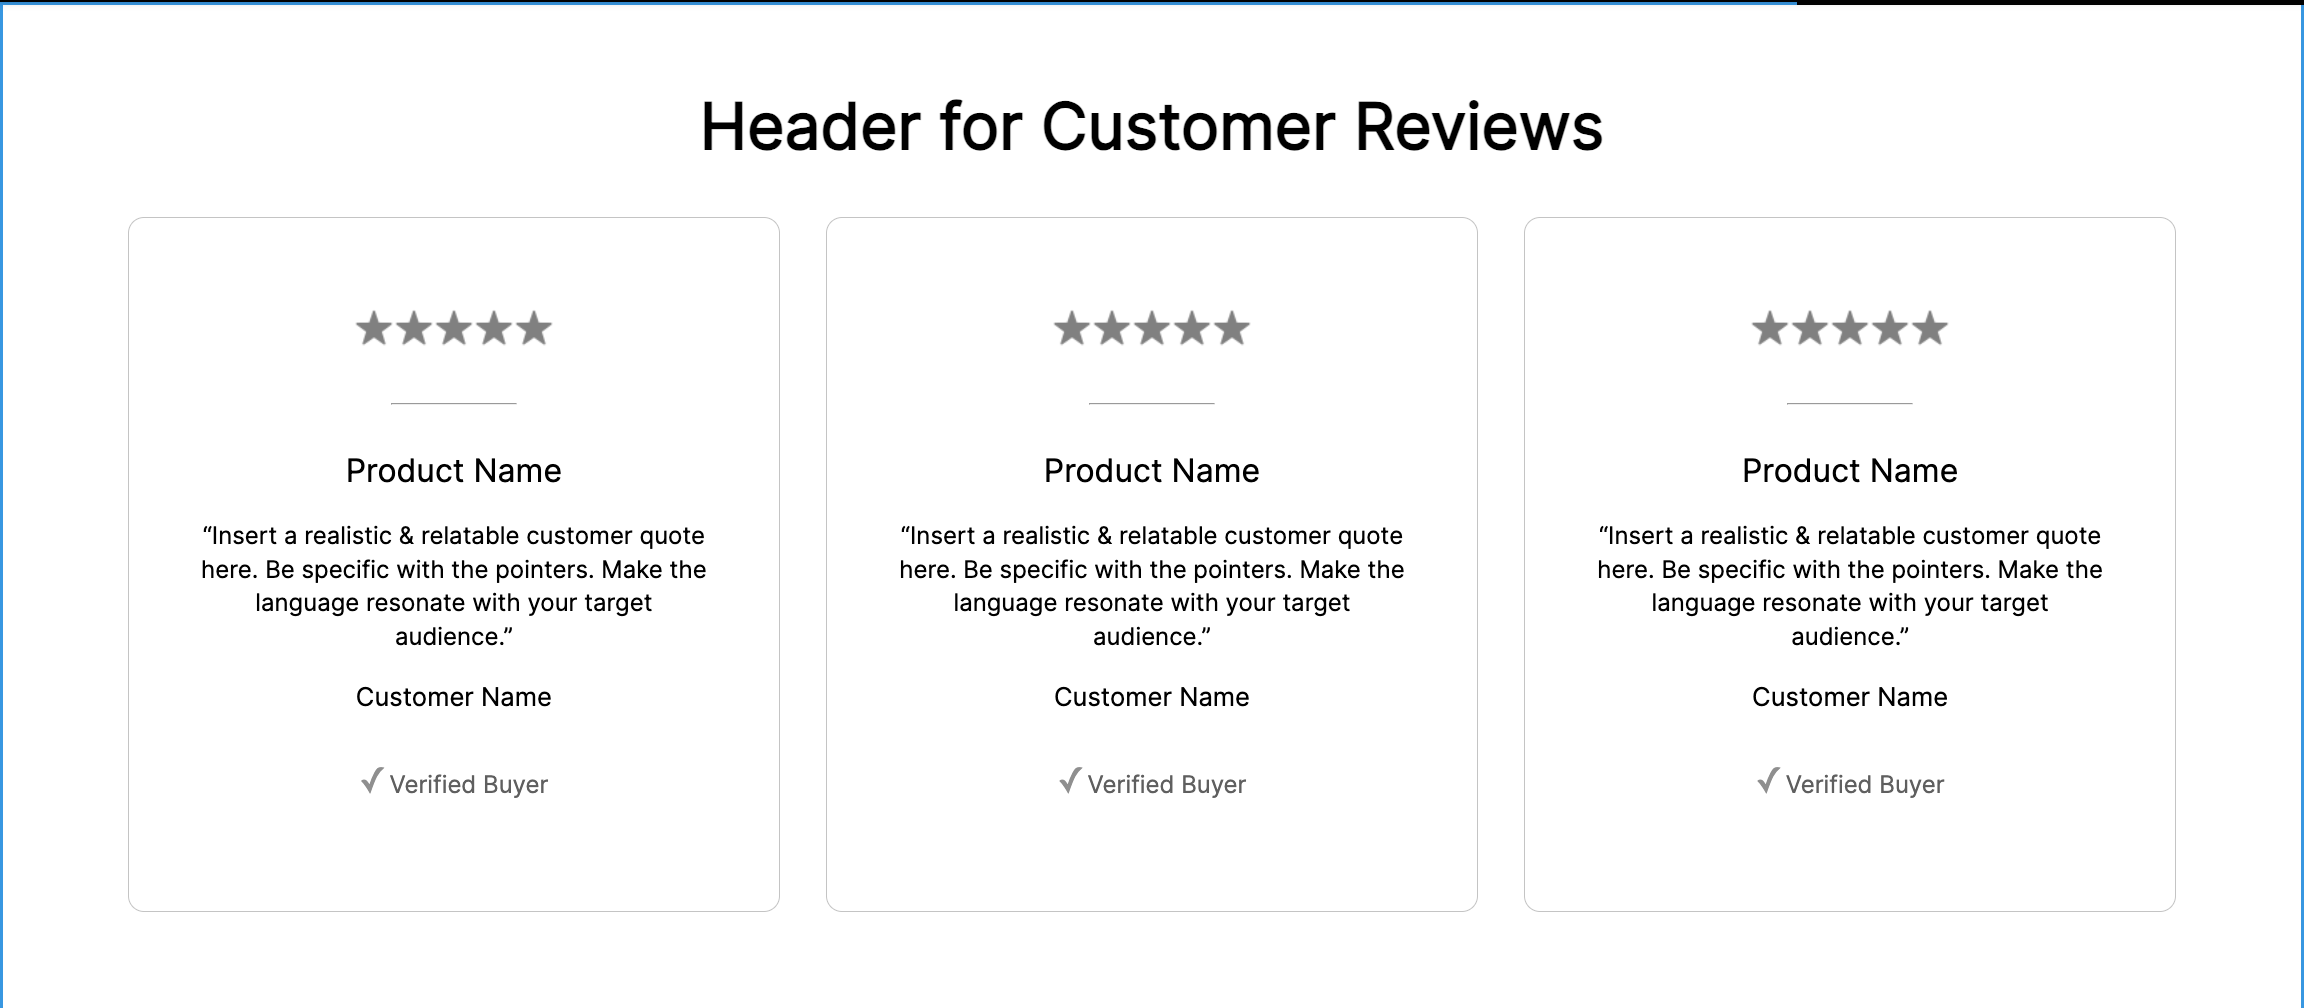 Header for Customer Reviews
Product Name
“Insert a realistic & relatable customer quote
here. Be specific with the pointers. Make the
language resonate with your target
audience.”
Customer Name
Verified Buyer
Product Name
“Insert a realistic & relatable customer quote
here. Be specific with the pointers. Make the
language resonate with your target
audience.”
Customer Name
Verified Buyer
Product Name
“Insert a realistic & relatable customer quote
here. Be specific with the pointers. Make the
language resonate with your target
audience.”
Customer Name
Verified Buyer